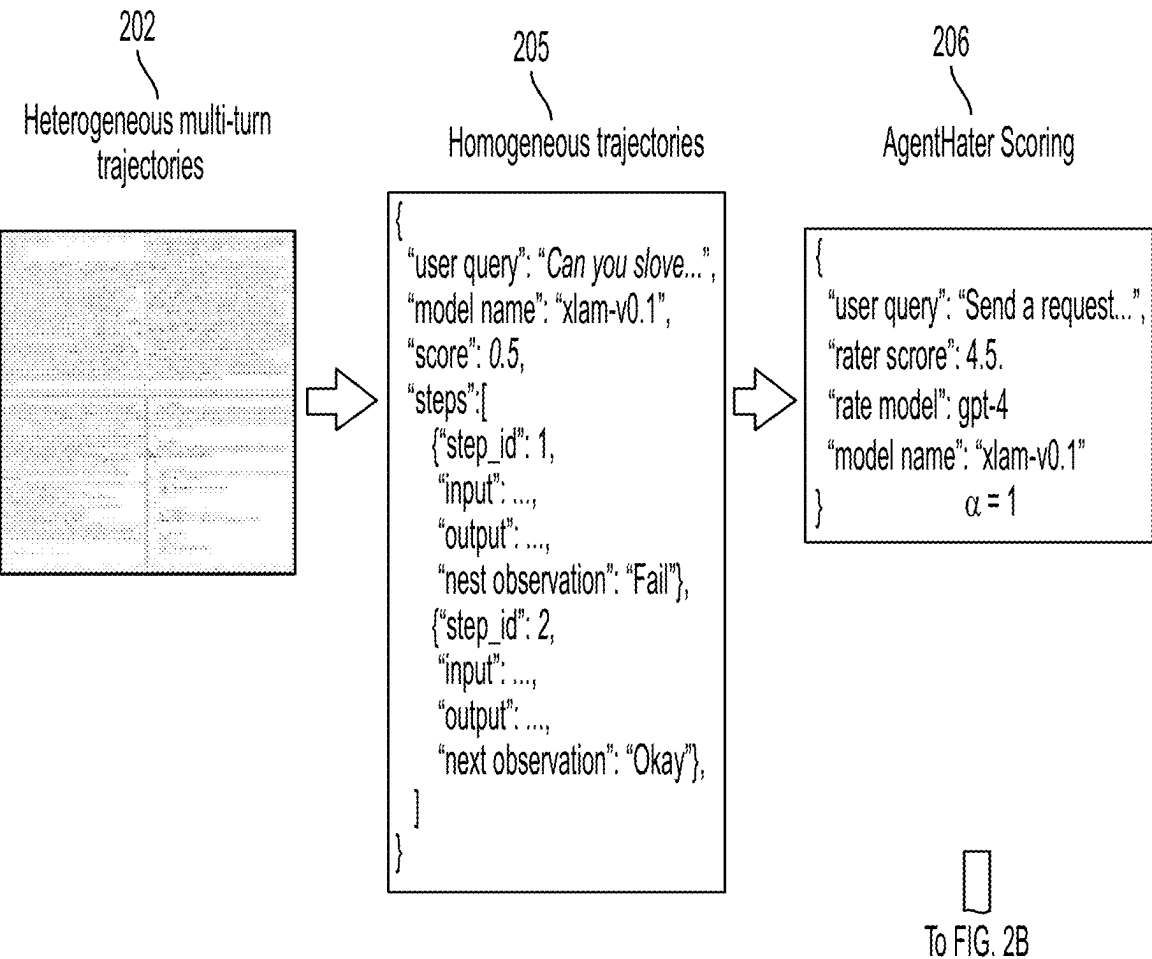 202
Heterogeneous multi-turn
trajectories
205
Homogeneous trajectories
{
"user query": "Can you slove...",
"model name": "xlam-v0.1",
"score": 0.5,
"steps":[
{"step_id": 1,
"input": ...,
"output": ...,
"nest observation": "Fail"},
{"step_id": 2,
"input": ...,
"output": ...,
"next observation": "Okay"},
]
}
206
AgentHater Scoring
{
"user query": "Send a request...",
"rater scrore": 4.5.
"rate model": gpt-4
"model name": "xlam-v0.1"
} α = 1
To FIG. 2B